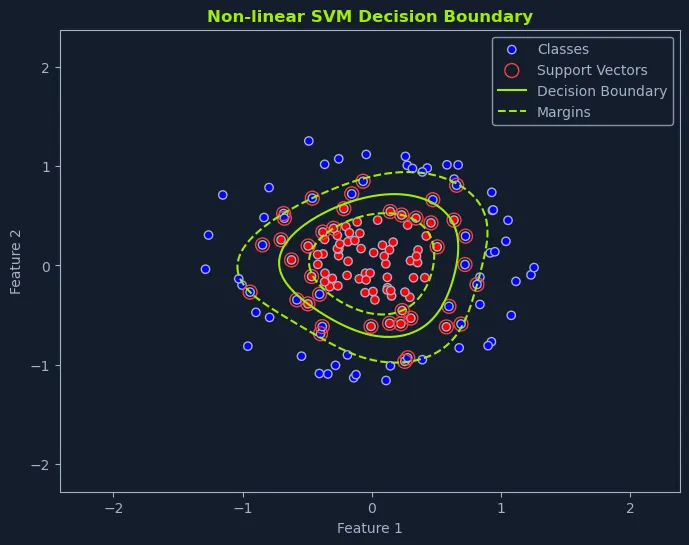 Non-linear SVM Decision Boundary
Classes
Support Vectors
Decision Boundary
Margins
Feature 2
2
1
0
−1
−2
−2
−1
0
1
2
Feature 1